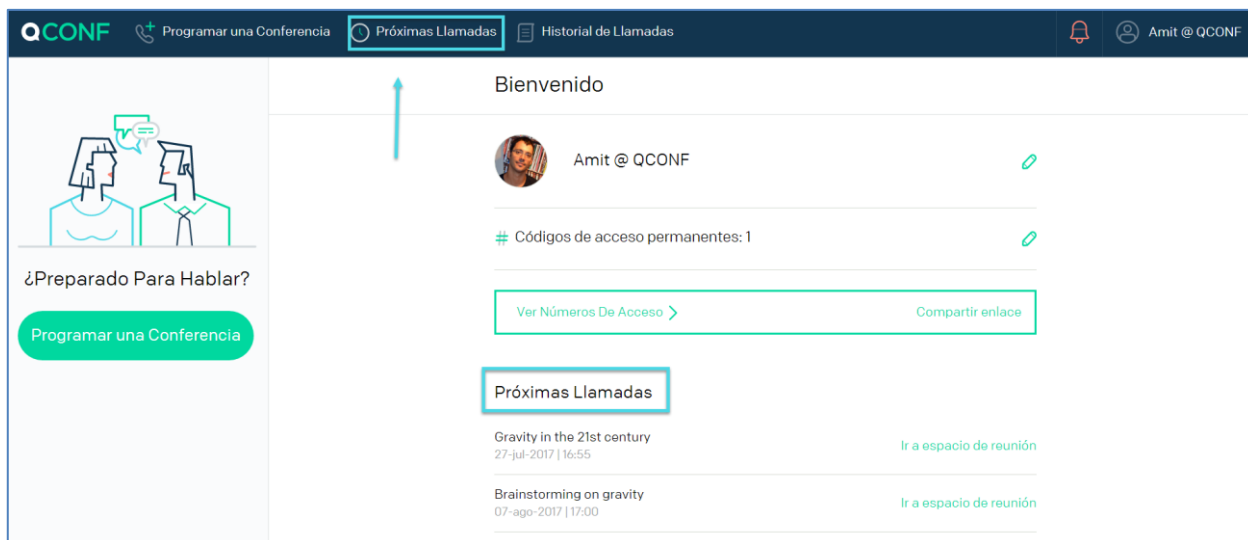 QCONF Programar una Conferencia Próximas Llamadas Historial de Llamadas Amit @ QCONF
Bienvenido
Amit @ QCONF
# Códigos de acceso permanentes: 1
¿Preparado Para Hablar?
Programar una Conferencia
Ver Números De Acceso > Compartir enlace
Próximas Llamadas
Gravity in the 21st century
27-jul-2017 | 16:55
Ir a espacio de reunión
Brainstorming on gravity
07-ago-2017 | 17:00
Ir a espacio de reunión